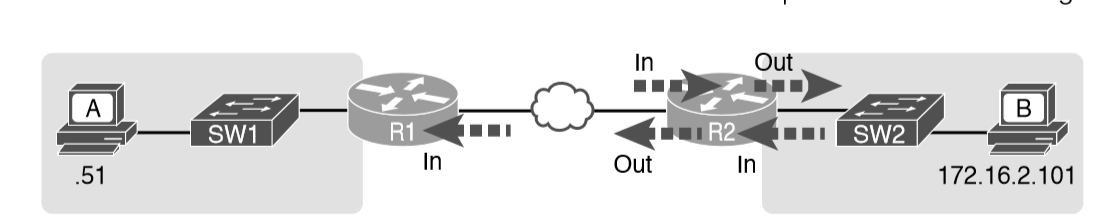 In
Out
A
B
SW1
R1
R2
SW2
In
Out
In
.51
172.16.2.101